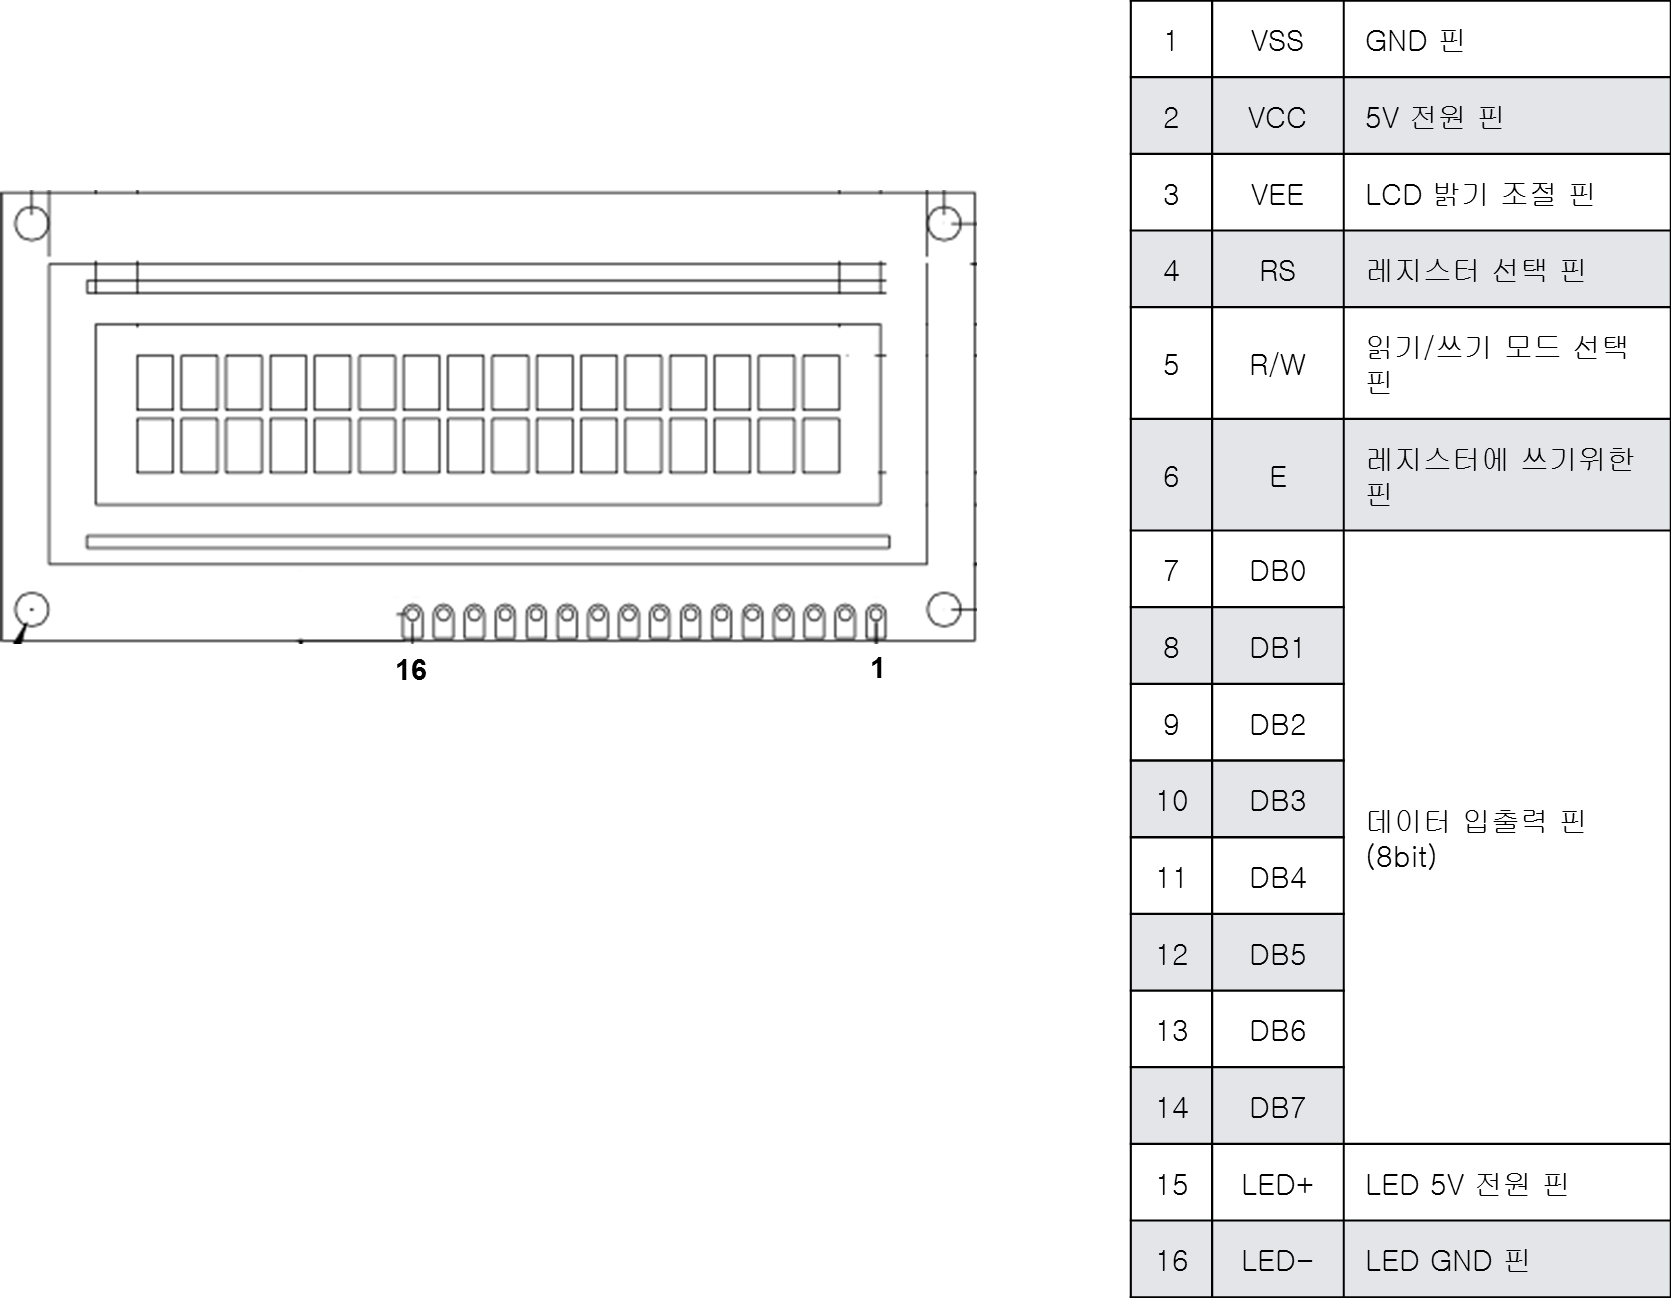 16
1
1 VSS GND 핀
2 VCC 5V 전원 핀
3 VEE LCD 밝기 조절 핀
4 RS 레지스터 선택 핀
5 R/W 읽기/쓰기 모드 선택
핀
6 E 레지스터에 쓰기위한
핀
7 DB0
8 DB1
9 DB2
10 DB3
데이터 입출력 핀
(8bit)
11 DB4
12 DB5
13 DB6
14 DB7
15 LED+ LED 5V 전원 핀
16 LED- LED GND 핀